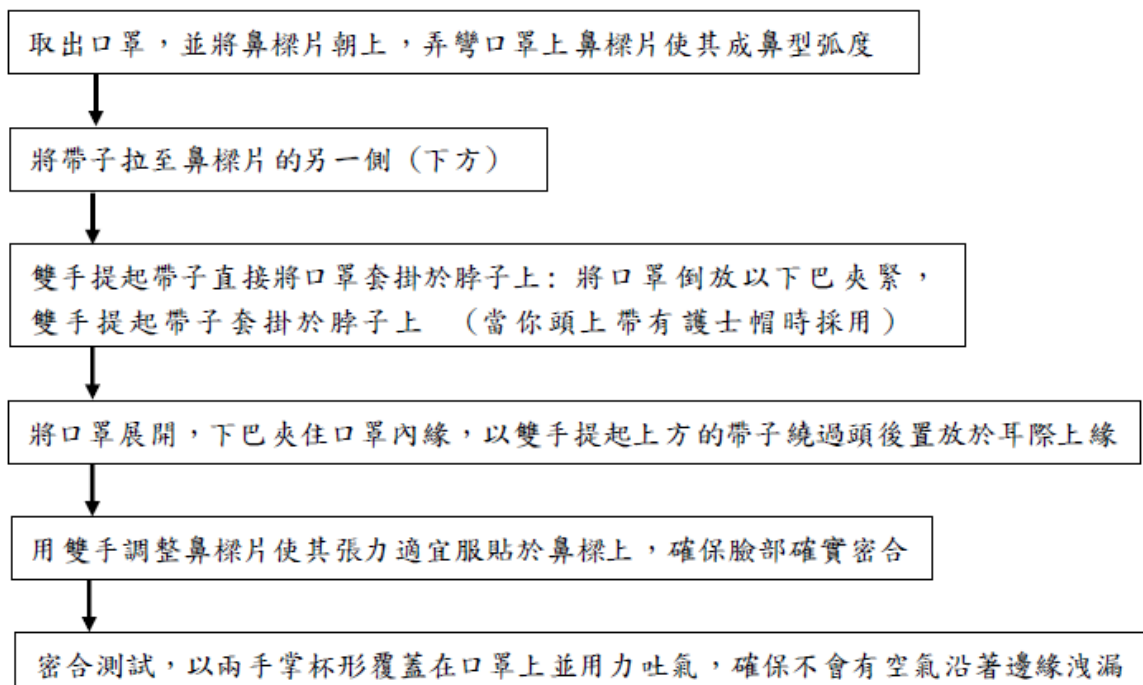 取出口罩，並將鼻樑片朝上，弄彎口罩上鼻樑片使其成鼻型弧度
將帶子拉至鼻樑片的另一側（下方）
雙手提起帶子直接將口罩套掛於脖子上：將口罩倒放以下巴夾緊，
雙手提起帶子套掛於脖子上　（當你頭上帶有護士帽時採用）
將口罩展開，下巴夾住口罩內緣，以雙手提起上方的帶子繞過頭後置放於耳際上緣
用雙手調整鼻樑片使其張力適宜服貼於鼻樑上，確保臉部確實密合
密合測試，以兩手掌杯形覆蓋在口罩上並用力吐氣，確保不會有空氣沿著邊緣洩漏